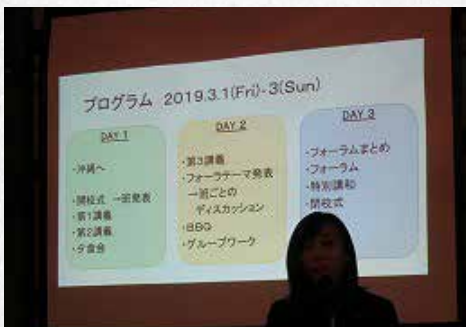 プログラム 2019.3.1(Fri)-3(Sun)
DAY 1
・沖縄へ
・開校式 →班発表
・第1講義
・第2講義
・夕食会
DAY 2
・第3講義
・フォーラテーマ発表
→班ごとの
ディスカッション
・BBQ
・グループワーク
DAY 3
・フォーラムまとめ
・フォーラム
・特別講和
・閉校式